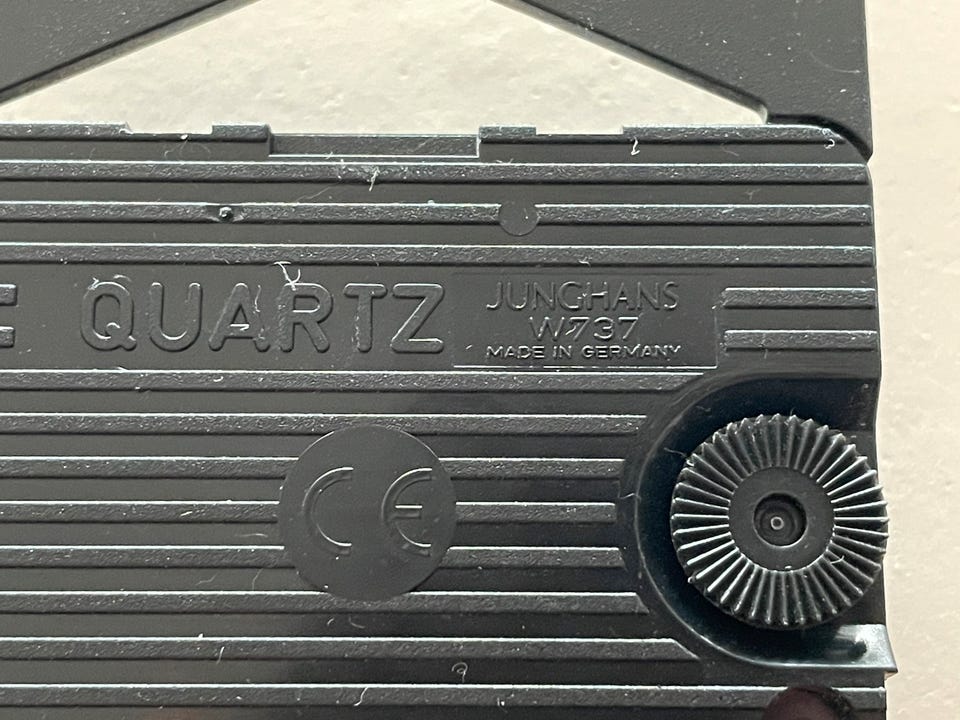 E QUARTZ
JUNGHANS
W737
MADE IN GERMANY
CE